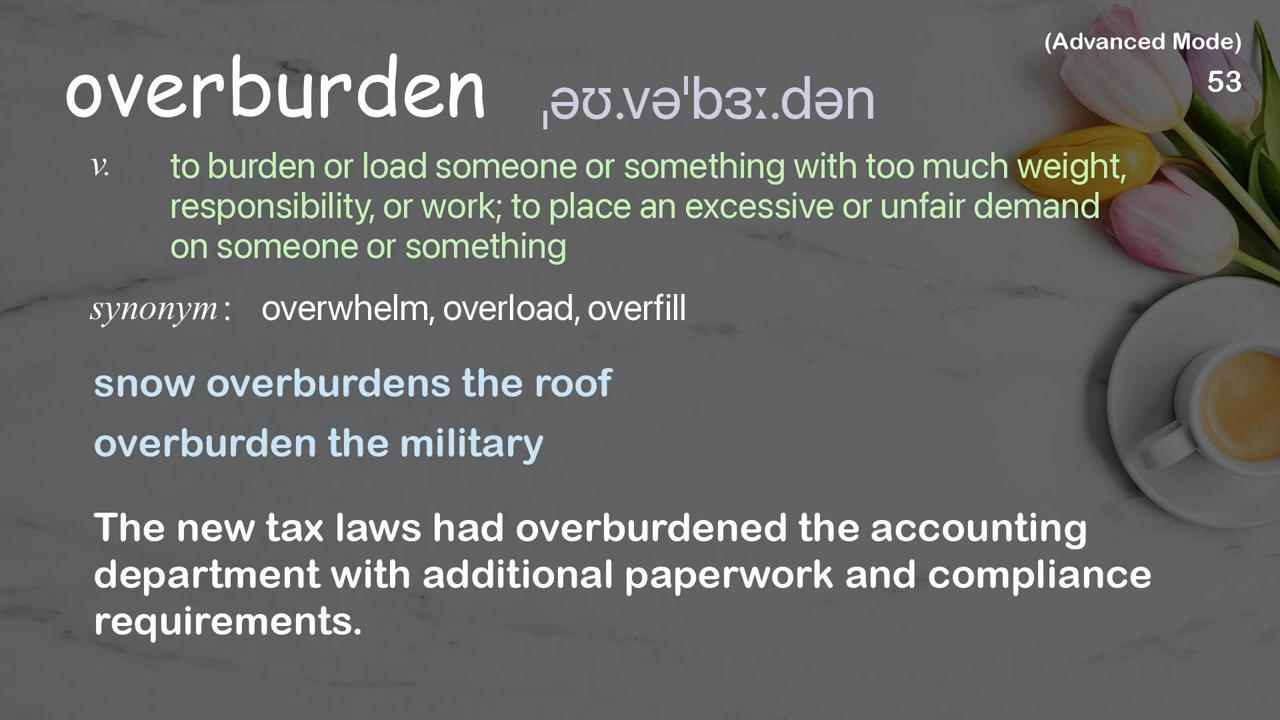 (Advanced Mode)
53
overburden ˌəʊ.vəˈbɜː.dən
v. to burden or load someone or something with too much weight,
responsibility, or work; to place an excessive or unfair demand
on someone or something
synonym : overwhelm, overload, overfill
snow overburdens the roof
overburden the military
The new tax laws had overburdened the accounting
department with additional paperwork and compliance
requirements.